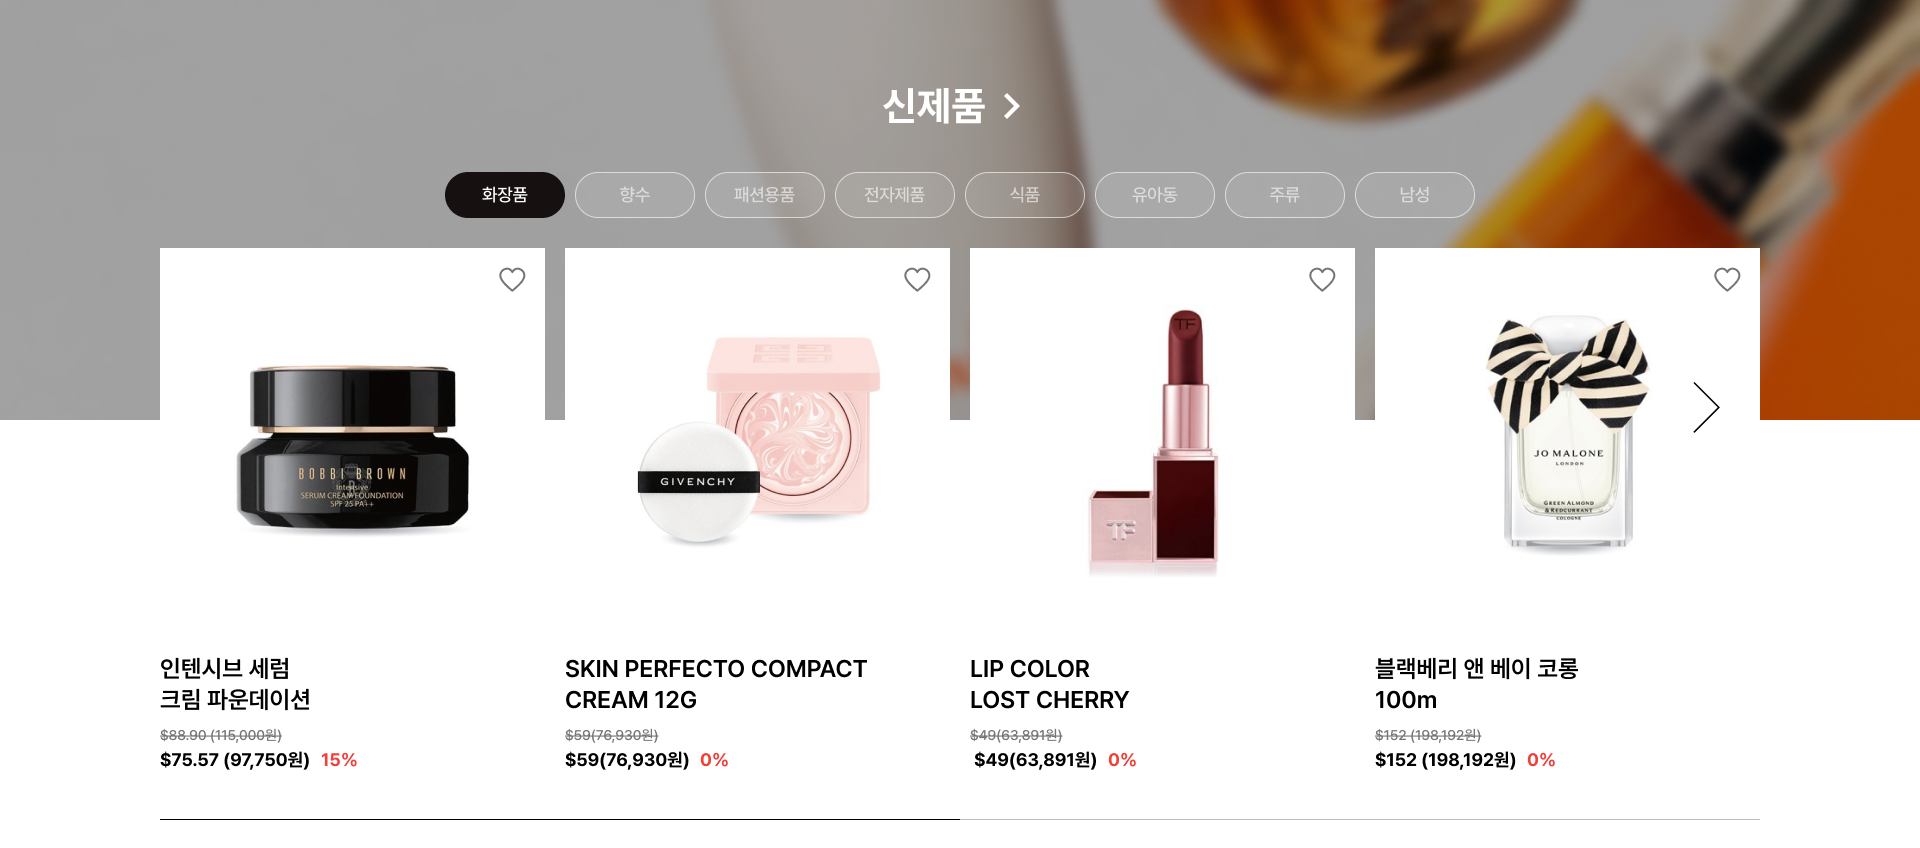 신제품
화장품
향수
패션용품
전자제품
식품
유아동
주류
남성
BOBBI BROWN
Intensive
SERUM CREAM FOUNDATION
SPF 25 PA++
GIVENCHY
TF
TF
JO MALONE
LONDON
GREEN ALMOND
& REDCURRANT
COLOGNE
인텐시브 세럼
크림 파운데이션
$88.90 (115,000원)
$75.57 (97,750원) 15%
SKIN PERFECTO COMPACT
CREAM 12G
$59(76,930원)
$59(76,930원) 0%
LIP COLOR
LOST CHERRY
$49(63,891원)
$49(63,891원) 0%
블랙베리 앤 베이 코롱
100m
$152 (198,192원)
$152 (198,192원) 0%